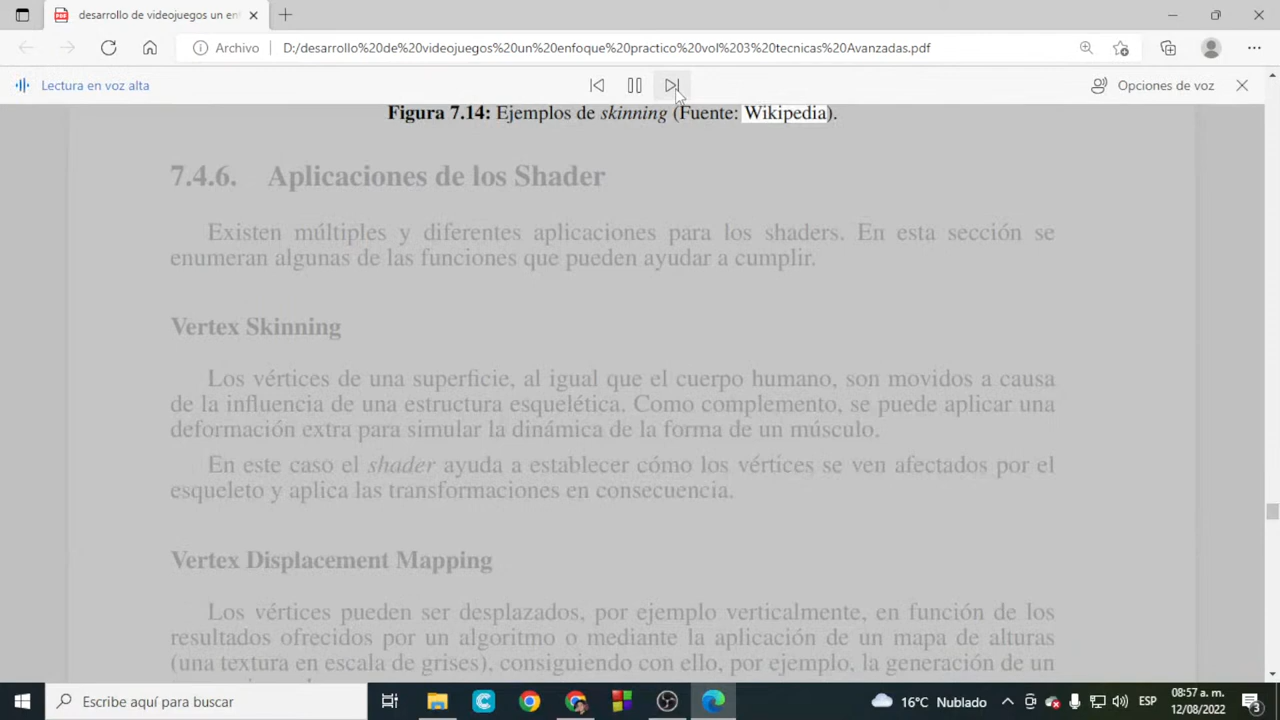 desarrollo de videojuegos un en
Archivo
D:/desarrollo%20de%20videojuegos%20un%20enfoque%20practico%20vol%203%20tecnicas%20Avanzadas.pdf
Lectura en voz alta
Opciones de voz
Figura 7.14: Ejemplos de skinning (Fuente: Wikipedia).
7.4.6. Aplicaciones de los Shader
Existen múltiples y diferentes aplicaciones para los shaders. En esta sección se
enumeran algunas de las funciones que pueden ayudar a cumplir.
Vertex Skinning
Los vértices de una superficie, al igual que el cuerpo humano, son movidos a causa
de la influencia de una estructura esquelética. Como complemento, se puede aplicar una
deformación extra para simular la dinámica de la forma de un músculo.
En este caso el shader ayuda a establecer cómo los vértices se ven afectados por el
esqueleto y aplica las transformaciones en consecuencia.
Vertex Displacement Mapping
Los vértices pueden ser desplazados, por ejemplo verticalmente, en función de los
resultados ofrecidos por un algoritmo o mediante la aplicación de un mapa de alturas
(una textura en escala de grises), consiguiendo con ello, por ejemplo, la generación de un
Escribe aquí para buscar
16°C Nublado
ESP
08:57 a. m.
12/08/2022
3